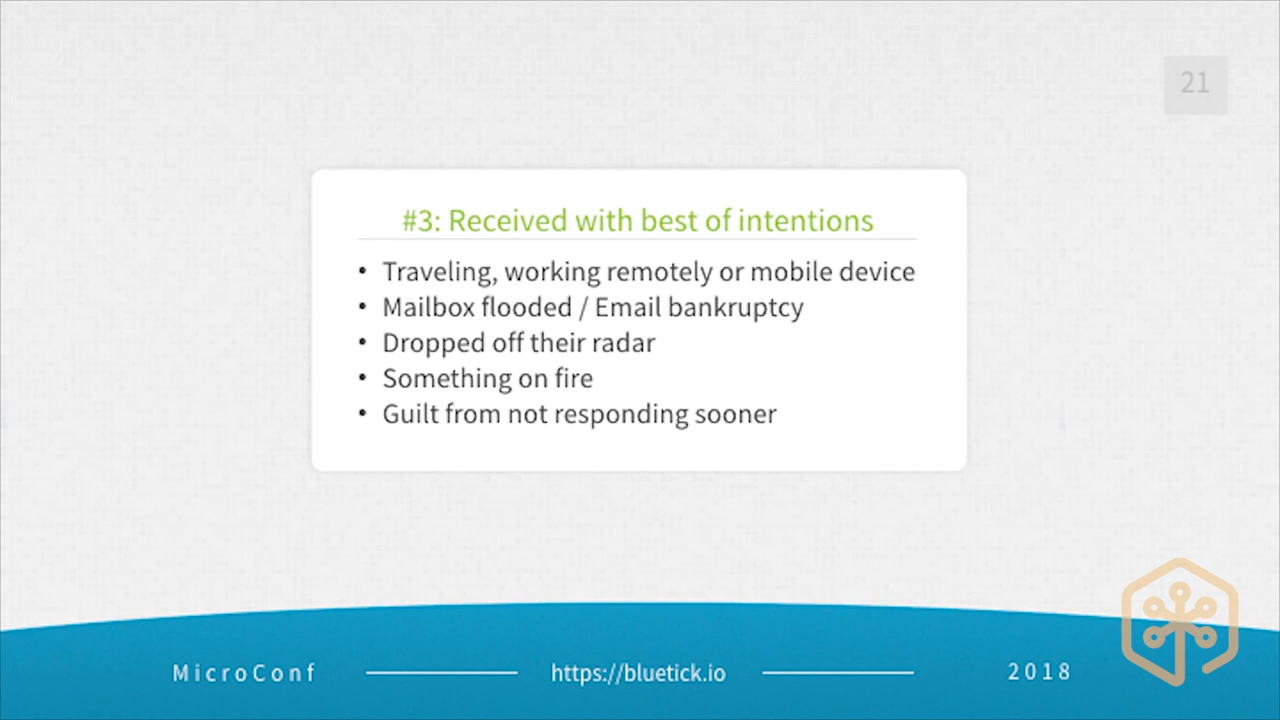 21
#3: Received with best of intentions
• Traveling, working remotely or mobile device
• Mailbox flooded / Email bankruptcy
• Dropped off their radar
• Something on fire
• Guilt from not responding sooner
MicroConf https://bluetick.io 2018